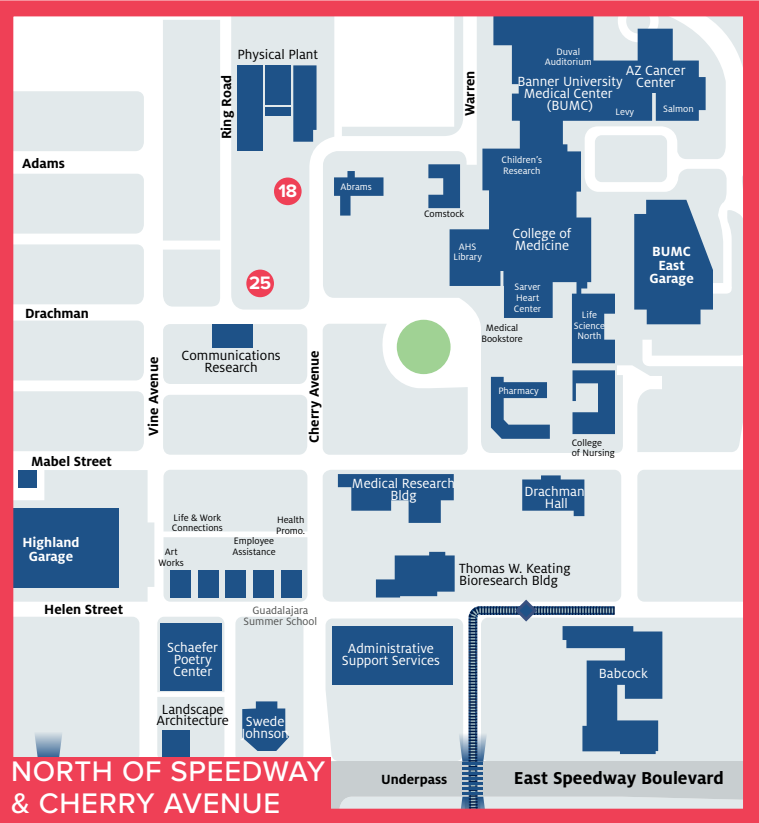 Duval
Auditorium
Physical Plant
AZ Cancer
Center
Banner University
Medical Center
(BUMC)
Levy
Salmon
Ring Road
Warren
Adams
Children's
Research
18
Abrams
Comstock
College of
Medicine
AHS
Library
BUMC
East
Garage
25
Sarver
Heart
Center
Drachman
Life
Science
North
Medical
Bookstore
Communications
Research
Vine Avenue
Cherry Avenue
Pharmacy
College
of Nursing
Mabel Street
Medical Research
Bldg
Drachman
Hall
Life & Work
Connections
Health
Promo.
Employee
Assistance
Art
Works
Highland
Garage
Thomas W. Keating
Bioresearch Bldg
Helen Street
Guadalajara
Summer School
Schaefer
Poetry
Center
Administrative
Support Services
Babcock
Landscape
Architecture
Swede
Johnson
NORTH OF SPEEDWAY
& CHERRY AVENUE
Underpass
East Speedway Boulevard